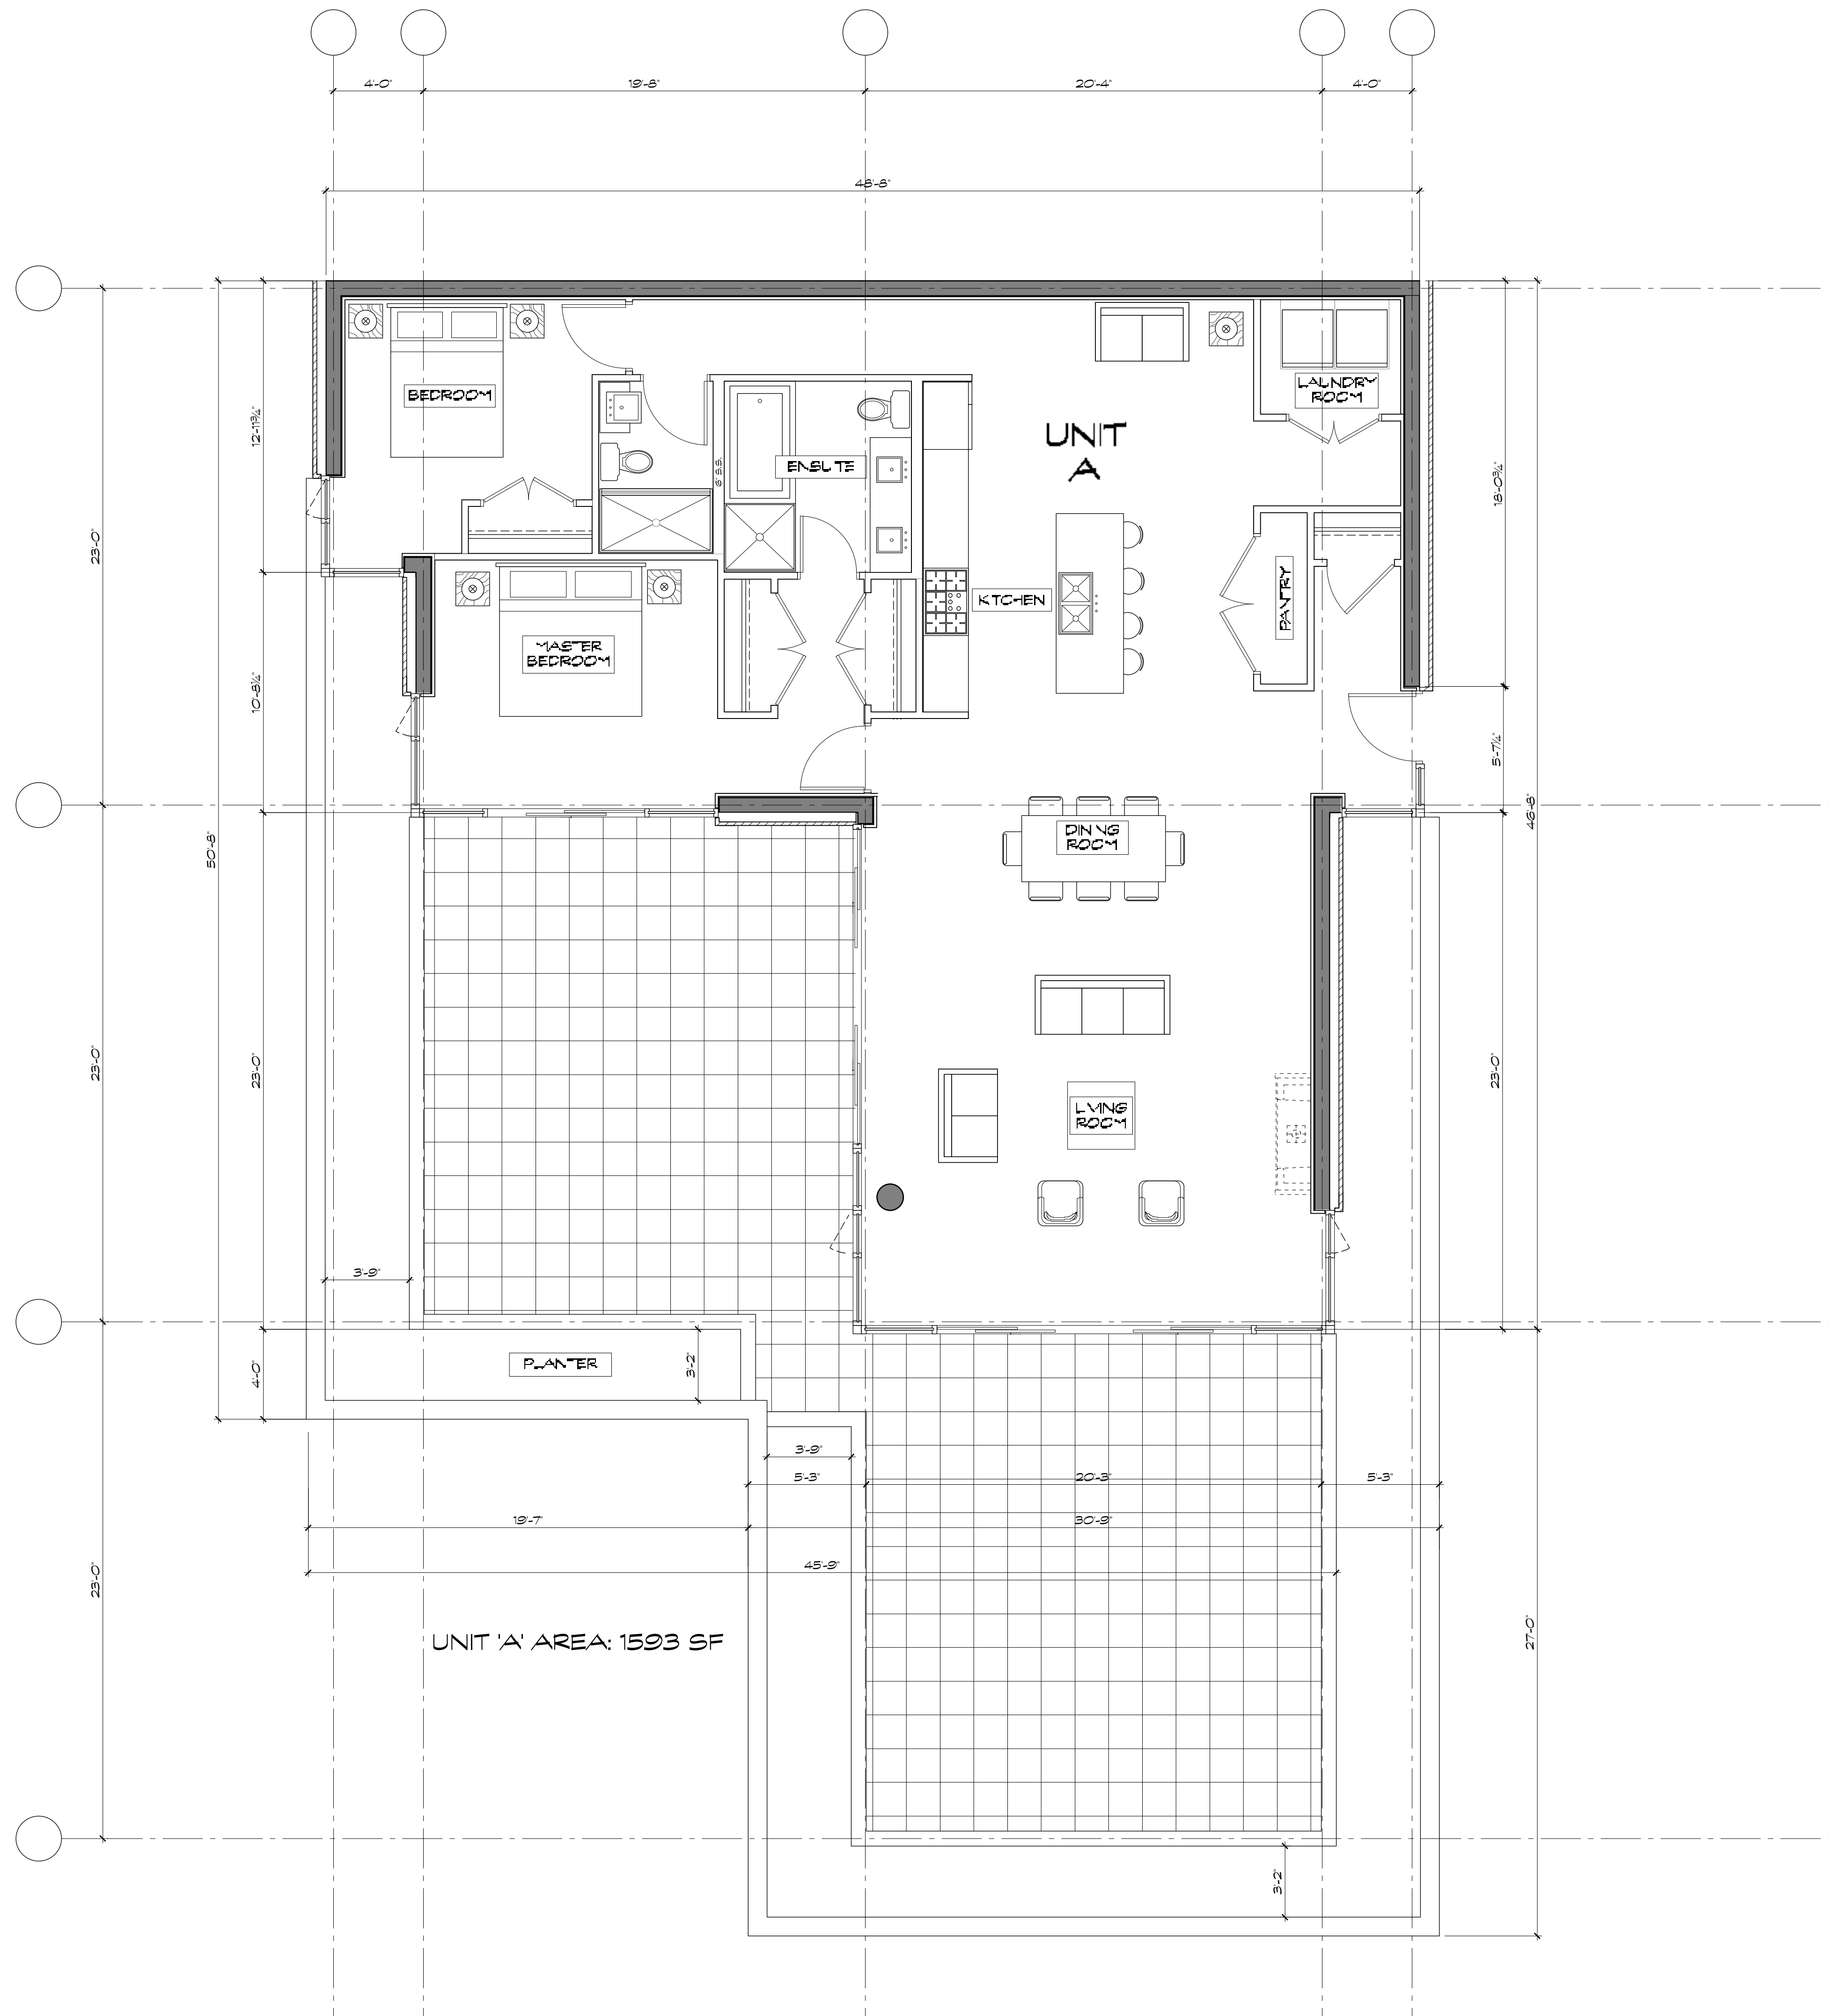 4'-0"
19'-8"
20'-4"
4'-0"
48'-8"
BEDROOM
LAUNDRY
ROOM
12'-11¾"
UNIT
A
ENSUITE
6' S.S.
18'-0¾"
23'-0"
KITCHEN
PANTRY
MASTER
BEDROOM
10'-8¼"
5'-7¼"
46'-8"
50'-8"
DINING
ROOM
23'-0"
23'-0"
23'-0"
LIVING
ROOM
3'-9"
PLANTER
3'-2"
4'-0"
3'-9"
5'-3"
20'-3"
5'-3"
19'-7"
30'-9"
45'-9"
23'-0"
27'-0"
UNIT 'A' AREA: 1593 SF
3'-2"